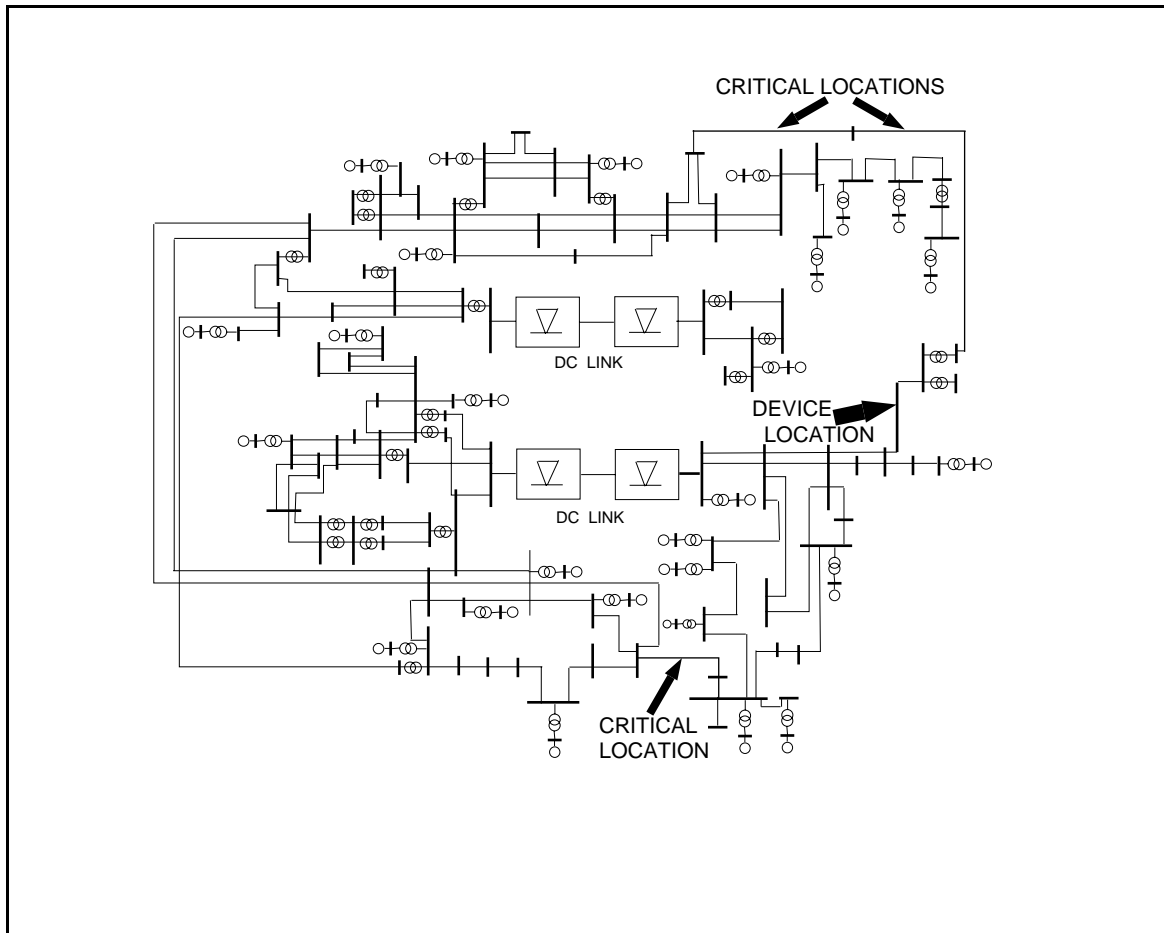 CRITICAL LOCATIONS
DC LINK
DEVICE
LOCATION
DC LINK
CRITICAL
LOCATION